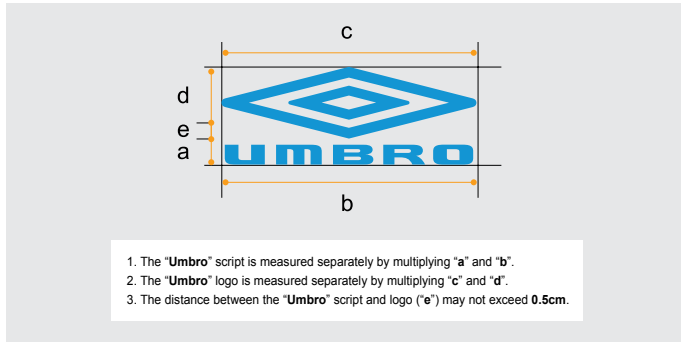 c
d
e
a
UMBRO
b
1. The “Umbro” script is measured separately by multiplying “a” and “b”.
2. The “Umbro” logo is measured separately by multiplying “c” and “d”.
3. The distance between the “Umbro” script and logo (“e”) may not exceed 0.5cm.